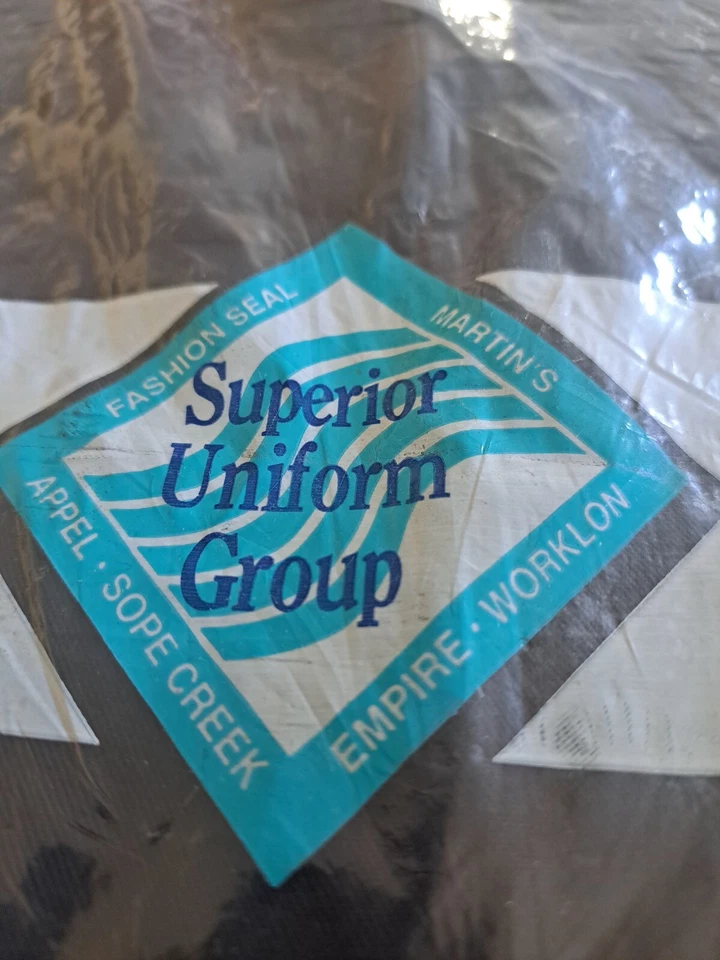 FASHION SEAL
MARTIN'S
Superior
Uniform
Group
APPEL · SOPE CREEK
EMPIRE · WORKLON